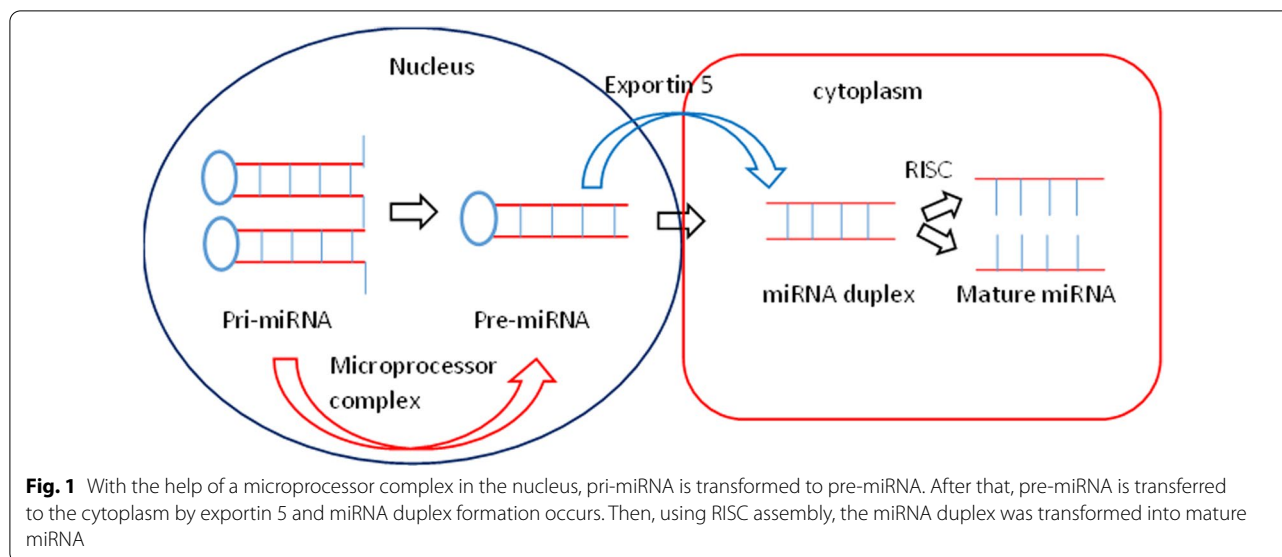 Nucleus
Exportin 5
cytoplasm
RISC
Pri-miRNA
Pre-miRNA
miRNA duplex
Mature miRNA
Microprocessor
complex
Fig. 1 With the help of a microprocessor complex in the nucleus, pri-miRNA is transformed to pre-miRNA. After that, pre-miRNA is transferred
to the cytoplasm by exportin 5 and miRNA duplex formation occurs. Then, using RISC assembly, the miRNA duplex was transformed into mature
miRNA